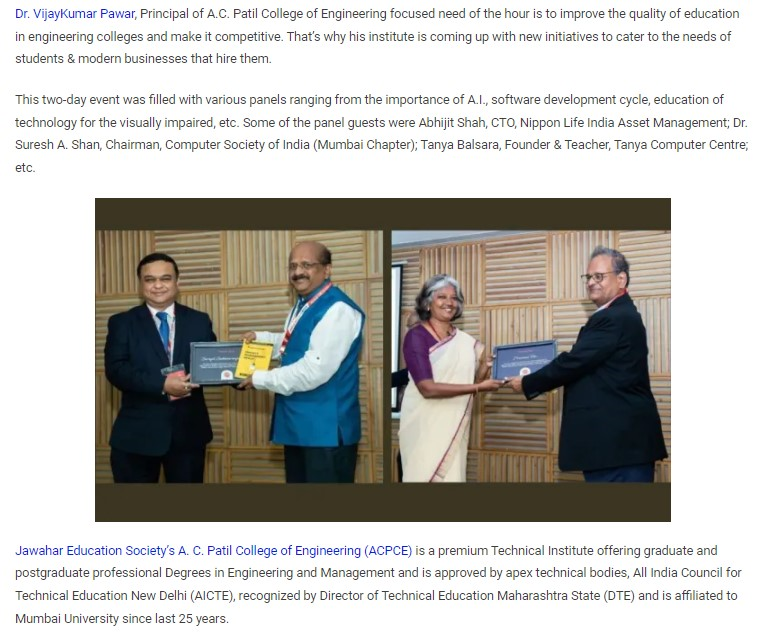 Dr. VijayKumar Pawar, Principal of A.C. Patil College of Engineering focused need of the hour is to improve the quality of education
in engineering colleges and make it competitive. That's why his institute is coming up with new initiatives to cater to the needs of
students & modern businesses that hire them.
This two-day event was filled with various panels ranging from the importance of A.I., software development cycle, education of
technology for the visually impaired, etc. Some of the panel guests were Abhijit Shah, CTO, Nippon Life India Asset Management; Dr.
Suresh A. Shan, Chairman, Computer Society of India (Mumbai Chapter); Tanya Balsara, Founder & Teacher, Tanya Computer Centre;
etc.
Jawahar Education Society's A. C. Patil College of Engineering (ACPCE) is a premium Technical Institute offering graduate and
postgraduate professional Degrees in Engineering and Management and is approved by apex technical bodies, All India Council for
Technical Education New Delhi (AICTE), recognized by Director of Technical Education Maharashtra State (DTE) and is affiliated to
Mumbai University since last 25 years.